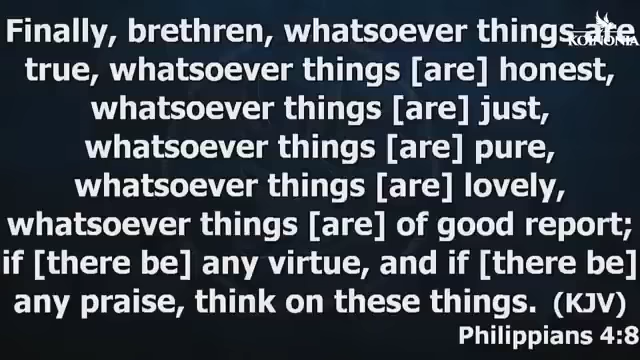 Finally, brethren, whatsoever things are
KOINONIA
true, whatsoever things [are] honest,
whatsoever things [are] just,
whatsoever things [are] pure,
whatsoever things [are] lovely,
whatsoever things [are] of good report;
if [there be] any virtue, and if [there be]
any praise, think on these things. (KJV)
Philippians 4:8